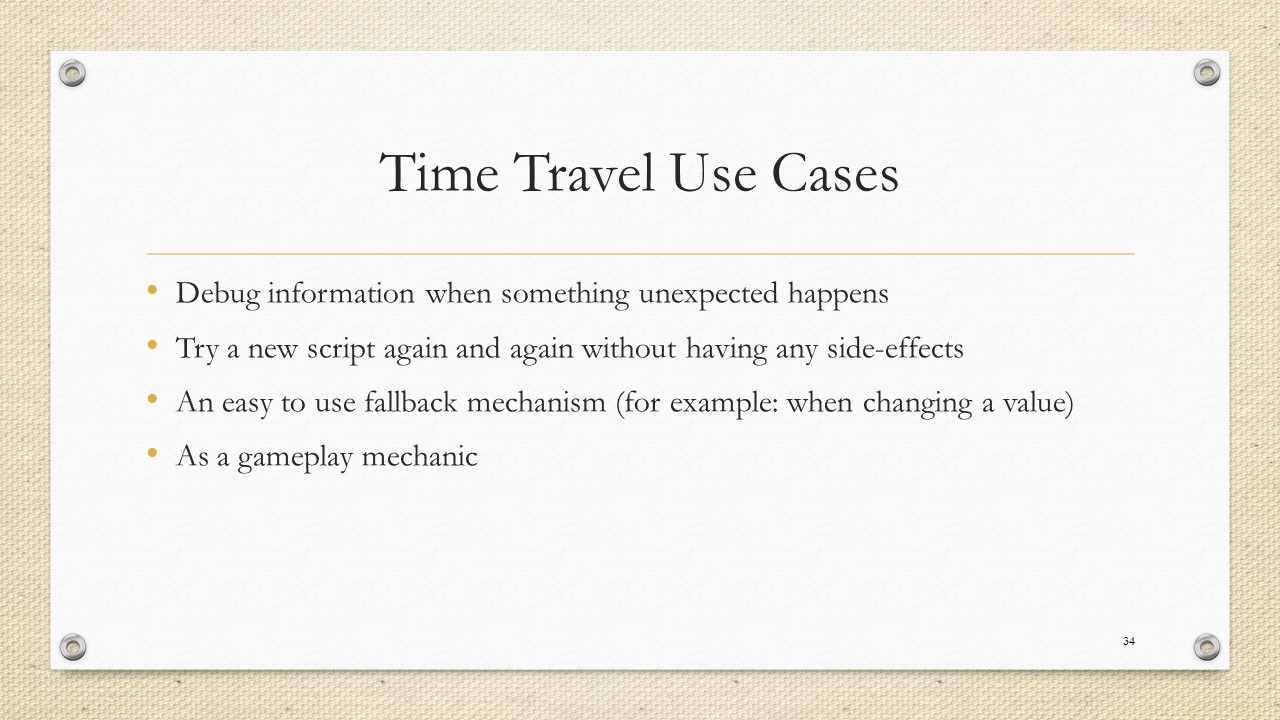 Time Travel Use Cases
• Debug information when something unexpected happens
• Try a new script again and again without having any side-effects
• An easy to use fallback mechanism (for example: when changing a value)
• As a gameplay mechanic
34